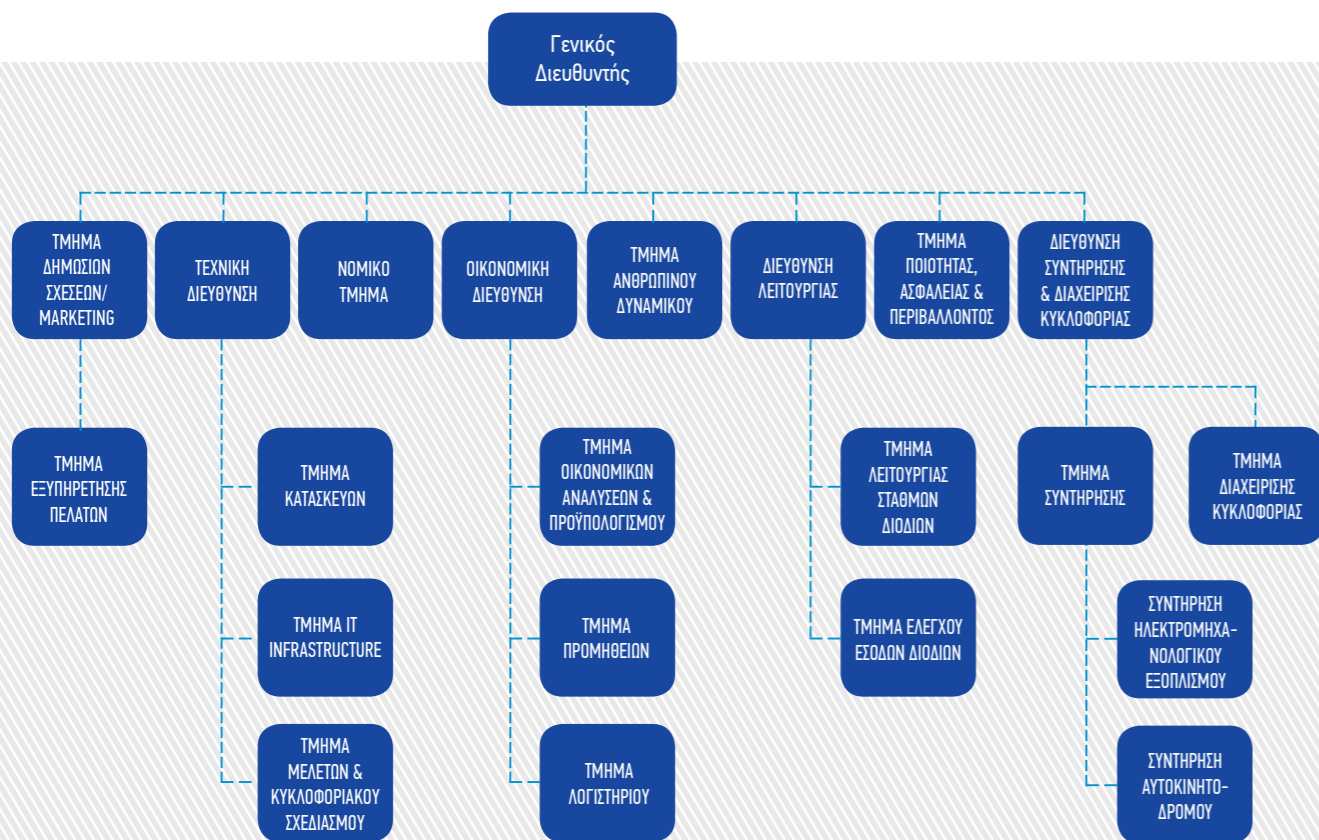 Γενικός
Διευθυντής
ΤΜΗΜΑ
ΔΗΜΩΣΙΩΝ
ΣΧΕΣΕΩΝ/
MARKETING
ΤΕΧΝΙΚΗ
ΔΙΕΥΘΥΝΣΗ
ΝΟΜΙΚΟ
ΤΜΗΜΑ
ΟΙΚΟΝΟΜΙΚΗ
ΔΙΕΥΘΥΝΣΗ
ΤΜΗΜΑ
ΑΝΘΡΩΠΙΝΟΥ
ΔΥΝΑΜΙΚΟΥ
ΔΙΕΥΘΥΝΣΗ
ΛΕΙΤΟΥΡΓΙΑΣ
ΤΜΗΜΑ
ΠΟΙΟΤΗΤΑΣ,
ΑΣΦΑΛΕΙΑΣ &
ΠΕΡΙΒΑΛΛΟΝΤΟΣ
ΔΙΕΥΘΥΝΣΗ
ΣΥΝΤΗΡΗΣΗΣ
& ΔΙΑΧΕΙΡΙΣΗΣ
ΚΥΚΛΟΦΟΡΙΑΣ
ΤΜΗΜΑ
ΕΞΥΠΗΡΕΤΗΣΗΣ
ΠΕΛΑΤΩΝ
ΤΜΗΜΑ
ΚΑΤΑΣΚΕΥΩΝ
ΤΜΗΜΑ
ΟΙΚΟΝΟΜΙΚΩΝ
ΑΝΑΛΥΣΕΩΝ &
ΠΡΟΫΠΟΛΟΓΙΣΜΟΥ
ΤΜΗΜΑ
ΛΕΙΤΟΥΡΓΙΑΣ
ΣΤΑΘΜΩΝ
ΔΙΟΔΙΩΝ
ΤΜΗΜΑ
ΣΥΝΤΗΡΗΣΗΣ
ΤΜΗΜΑ
ΔΙΑΧΕΙΡΙΣΗΣ
ΚΥΚΛΟΦΟΡΙΑΣ
ΤΜΗΜΑ IT
INFRASTRUCTURE
ΤΜΗΜΑ
ΠΡΟΜΗΘΕΙΩΝ
ΤΜΗΜΑ ΕΛΕΓΧΟΥ
ΕΣΟΔΩΝ ΔΙΟΔΙΩΝ
ΣΥΝΤΗΡΗΣΗ
ΗΛΕΚΤΡΟΜΗΧΑ-
ΝΟΛΟΓΙΚΟΥ
ΕΞΟΠΛΙΣΜΟΥ
ΤΜΗΜΑ
ΜΕΛΕΤΩΝ &
ΚΥΚΛΟΦΟΡΙΑΚΟΥ
ΣΧΕΔΙΑΣΜΟΥ
ΤΜΗΜΑ
ΛΟΓΙΣΤΗΡΙΟΥ
ΣΥΝΤΗΡΗΣΗ
ΑΥΤΟΚΙΝΗΤΟ-
ΔΡΟΜΟΥ